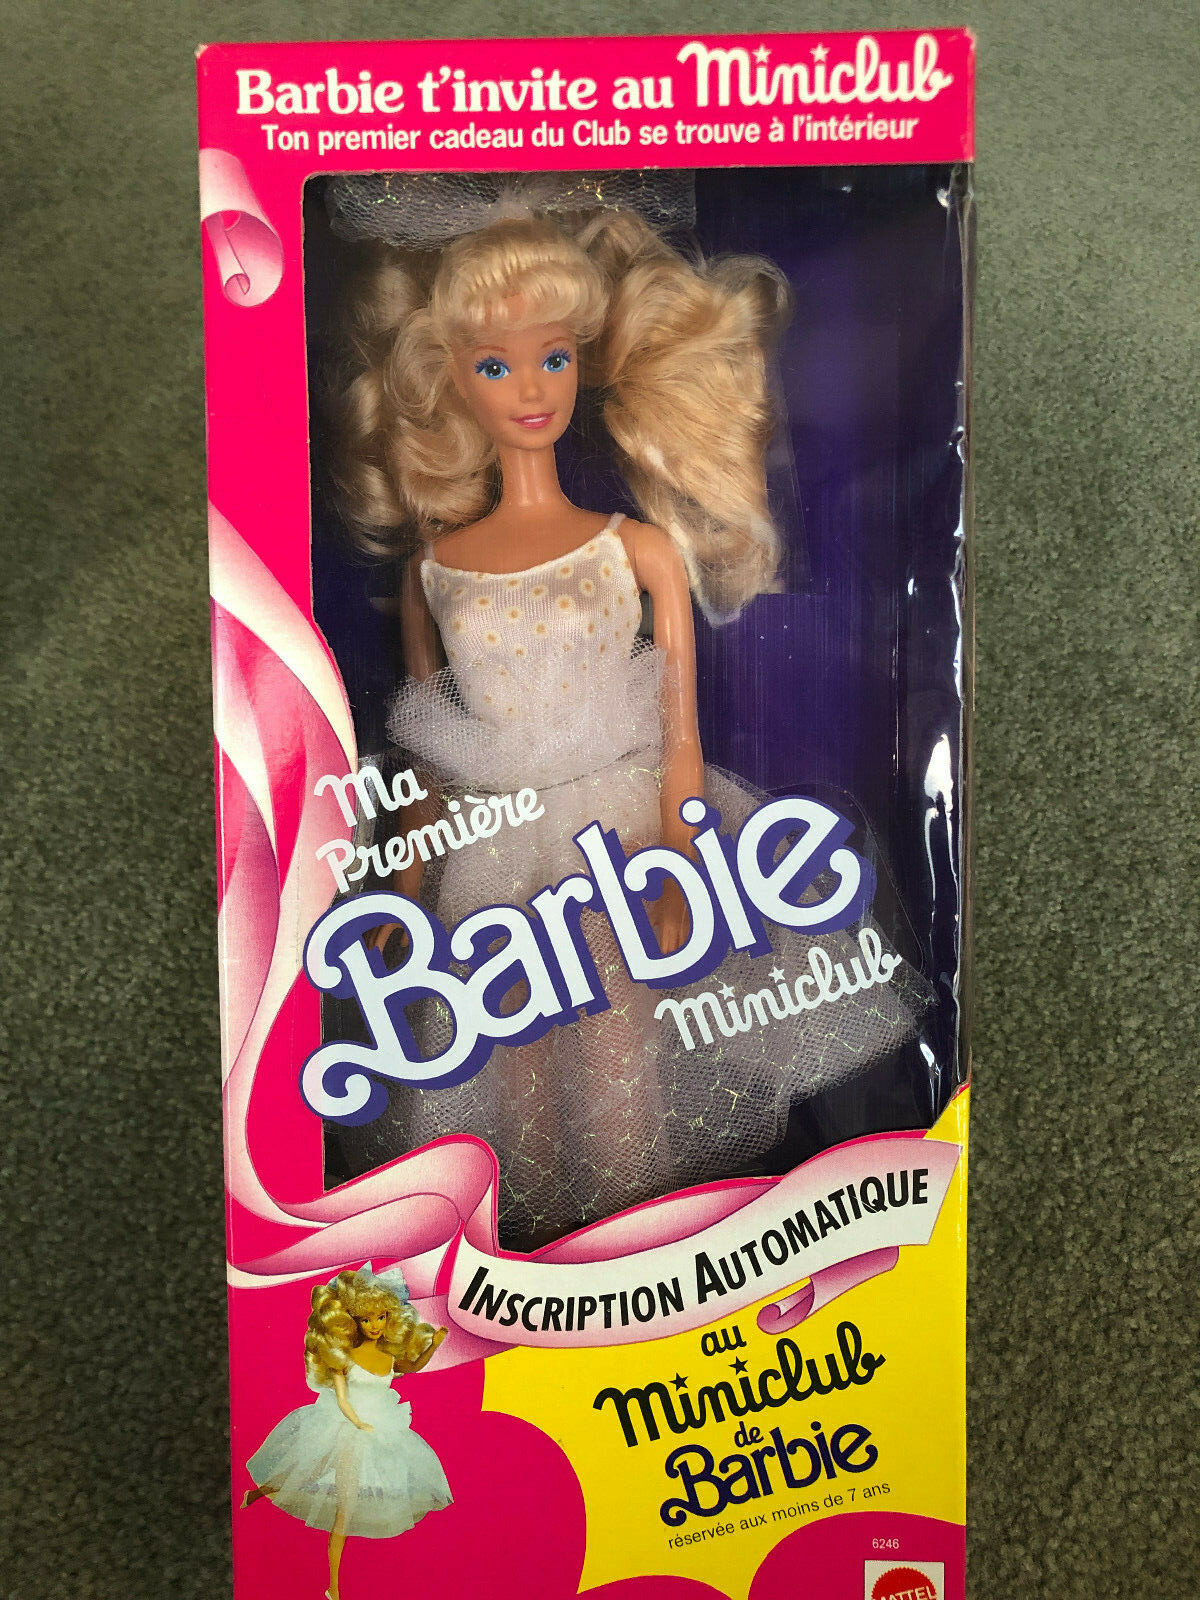 Barbie t'invite au Miniclub
Ton premier cadeau du Club se trouve à l'intérieur
Ma
Première
Barbie
Miniclub
INSCRIPTION AUTOMATIQUE
au
Miniclub
de
Barbie
réservée aux moins de 7 ans
6246
MATTEL